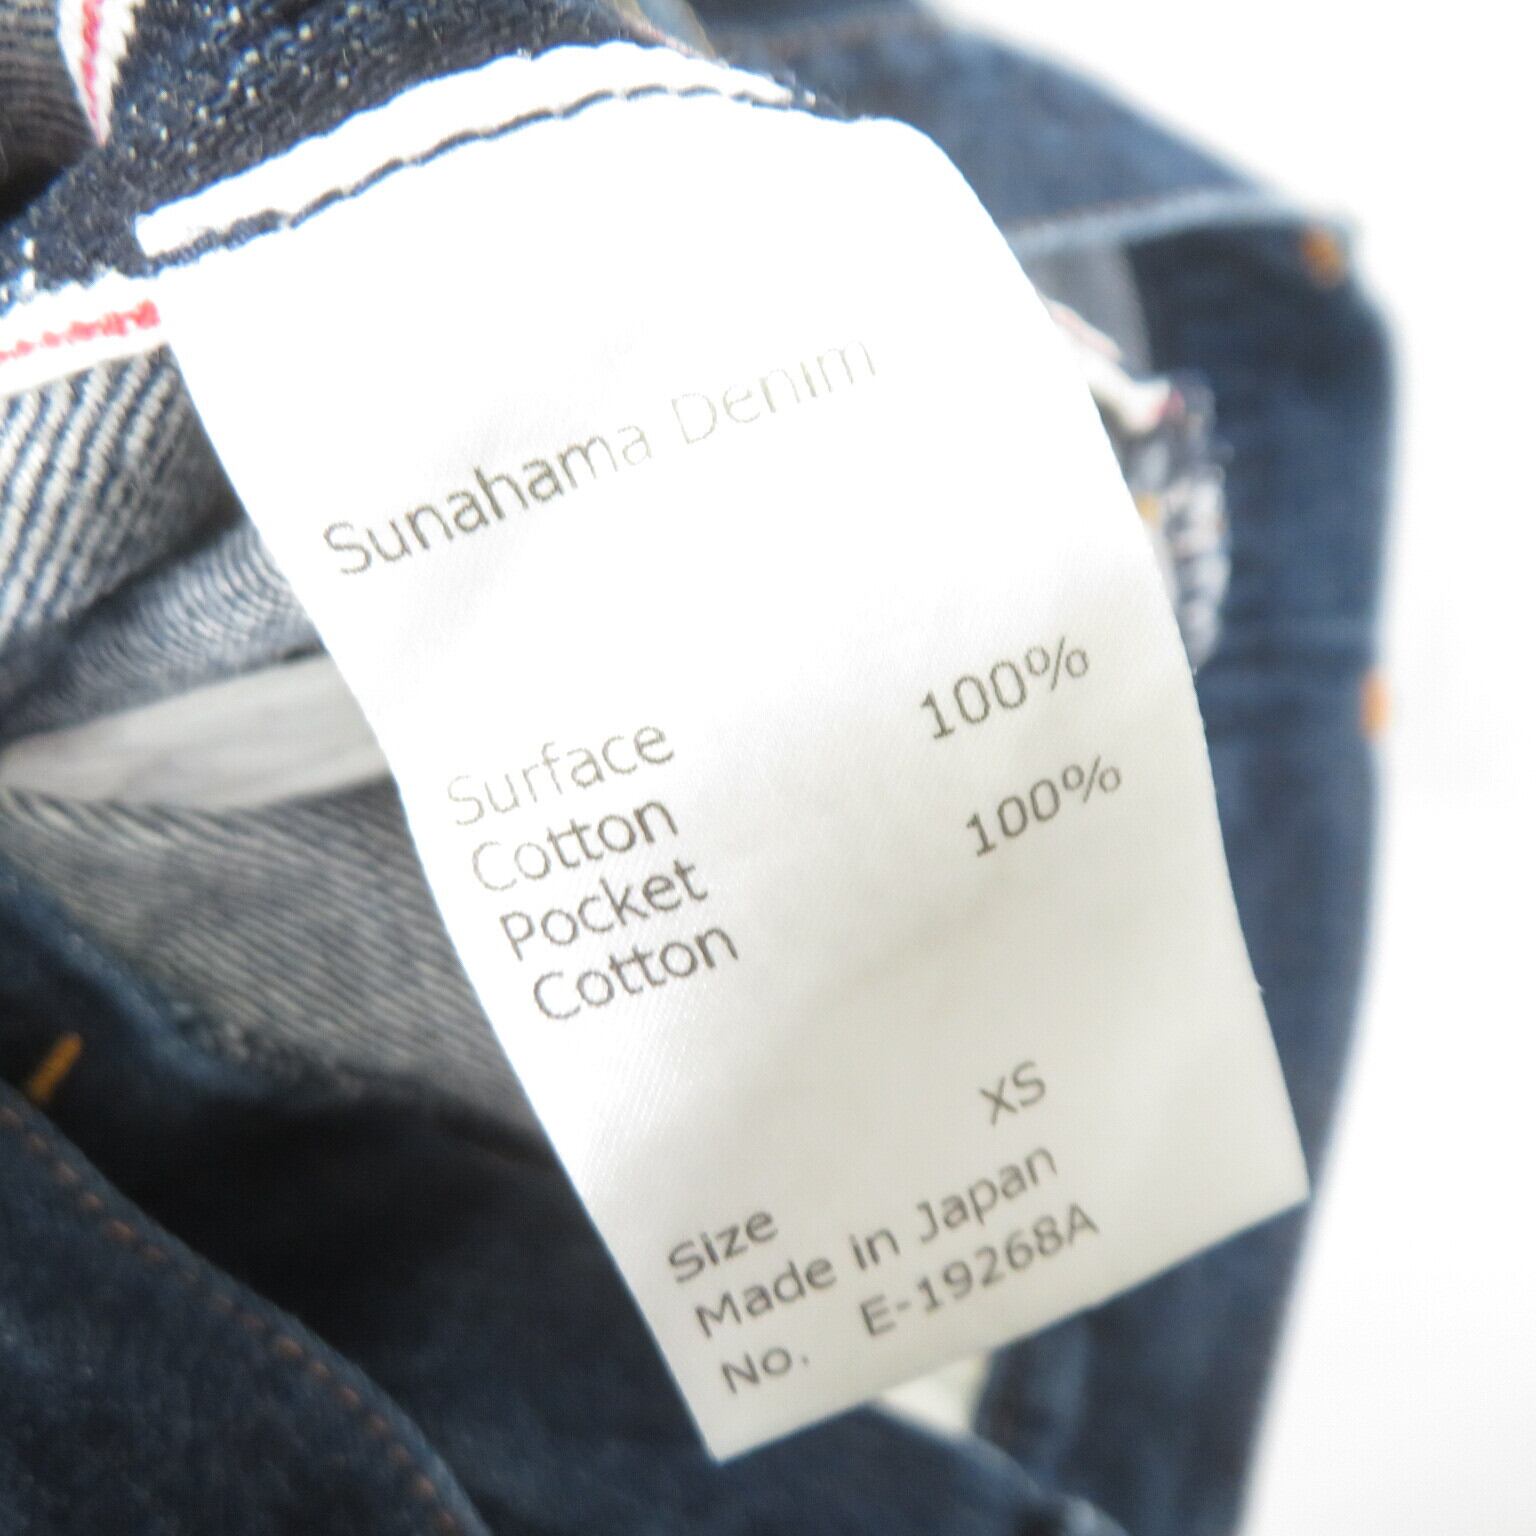 Sunahama Denim
Surface
Cotton 100%
Pocket
Cotton 100%
Size XS
Made in Japan
No. E-19268A